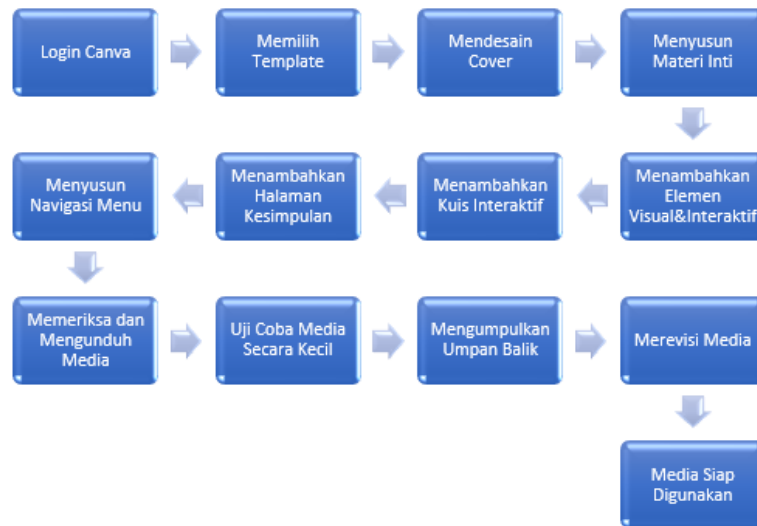 Login Canva
Memilih
Template
Mendesain
Cover
Menyusun
Materi Inti
Menambahkan
Elemen
Visual&Interaktif
Menambahkan
Kuis Interaktif
Menambahkan
Halaman
Kesimpulan
Menyusun
Navigasi Menu
Memeriksa dan
Mengunduh
Media
Uji Coba Media
Secara Kecil
Mengumpulkan
Umpan Balik
Merevisi Media
Media Siap
Digunakan